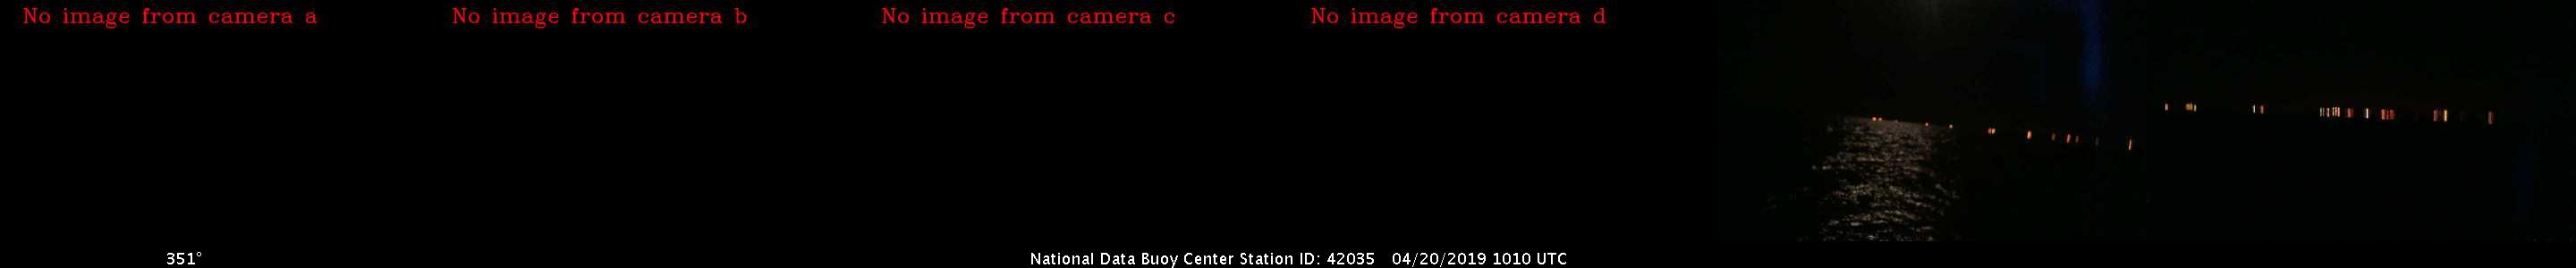 No image from camera a
No image from camera b
No image from camera c
No image from camera d
351°
National Data Buoy Center Station ID: 42035 04/20/2019 1010 UTC